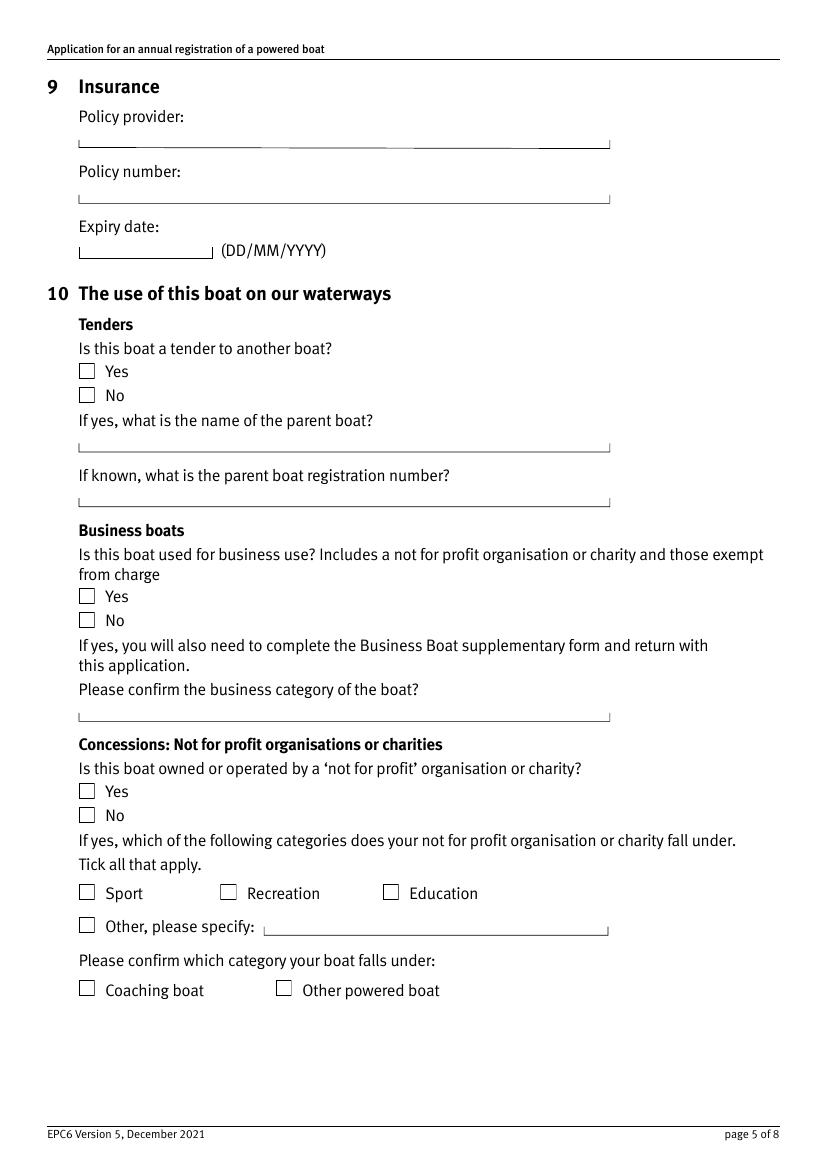 Application for an annual registration of a powered boat
9 Insurance
Policy provider:
Policy number:
Expiry date:
(DD/MM/YYYY)
10 The use of this boat on our waterways
Tenders
Is this boat a tender to another boat?
Yes
No
If yes, what is the name of the parent boat?
If known, what is the parent boat registration number?
Business boats
Is this boat used for business use? Includes a not for profit organisation or charity and those exempt
from charge
Yes
No
If yes, you will also need to complete the Business Boat supplementary form and return with
this application.
Please confirm the business category of the boat?
Concessions: Not for profit organisations or charities
Is this boat owned or operated by a ‘not for profit’ organisation or charity?
Yes
No
If yes, which of the following categories does your not for profit organisation or charity fall under.
Tick all that apply.
Sport Recreation Education
Other, please specify:
Please confirm which category your boat falls under:
Coaching boat Other powered boat
EPC6 Version 5, December 2021 page 5 of 8